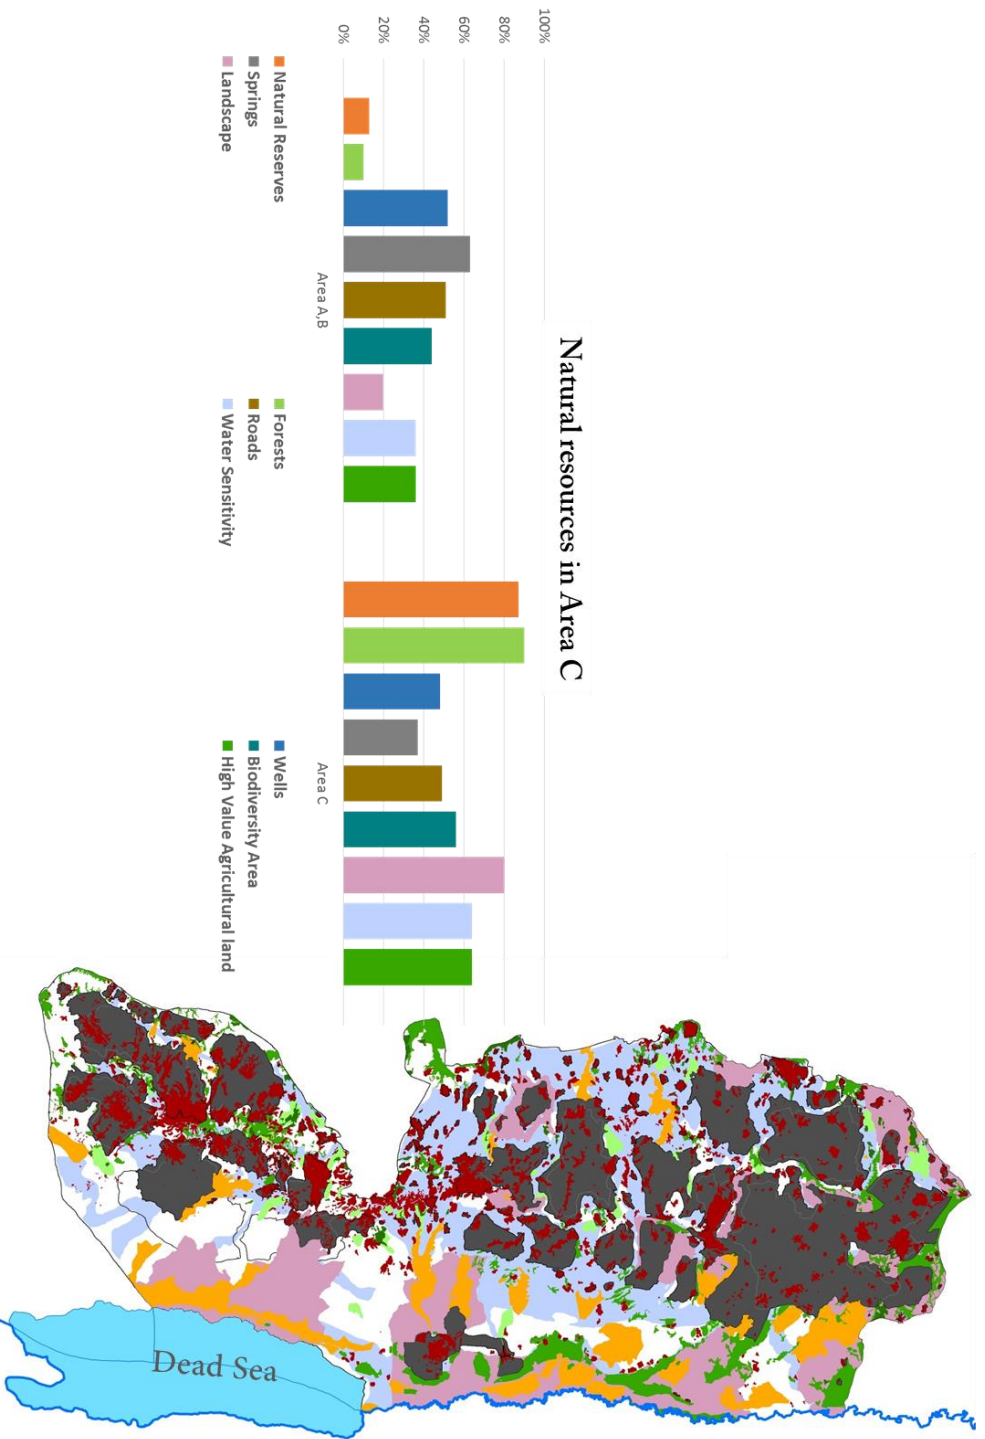 Natural resources in Area C
100%
80%
60%
40%
20%
0%
Area A,B
Area C
Natural Reserves
Forests
Wells
Springs
Roads
Biodiversity Area
Landscape
Water Sensitivity
High Value Agricultural land
Dead Sea